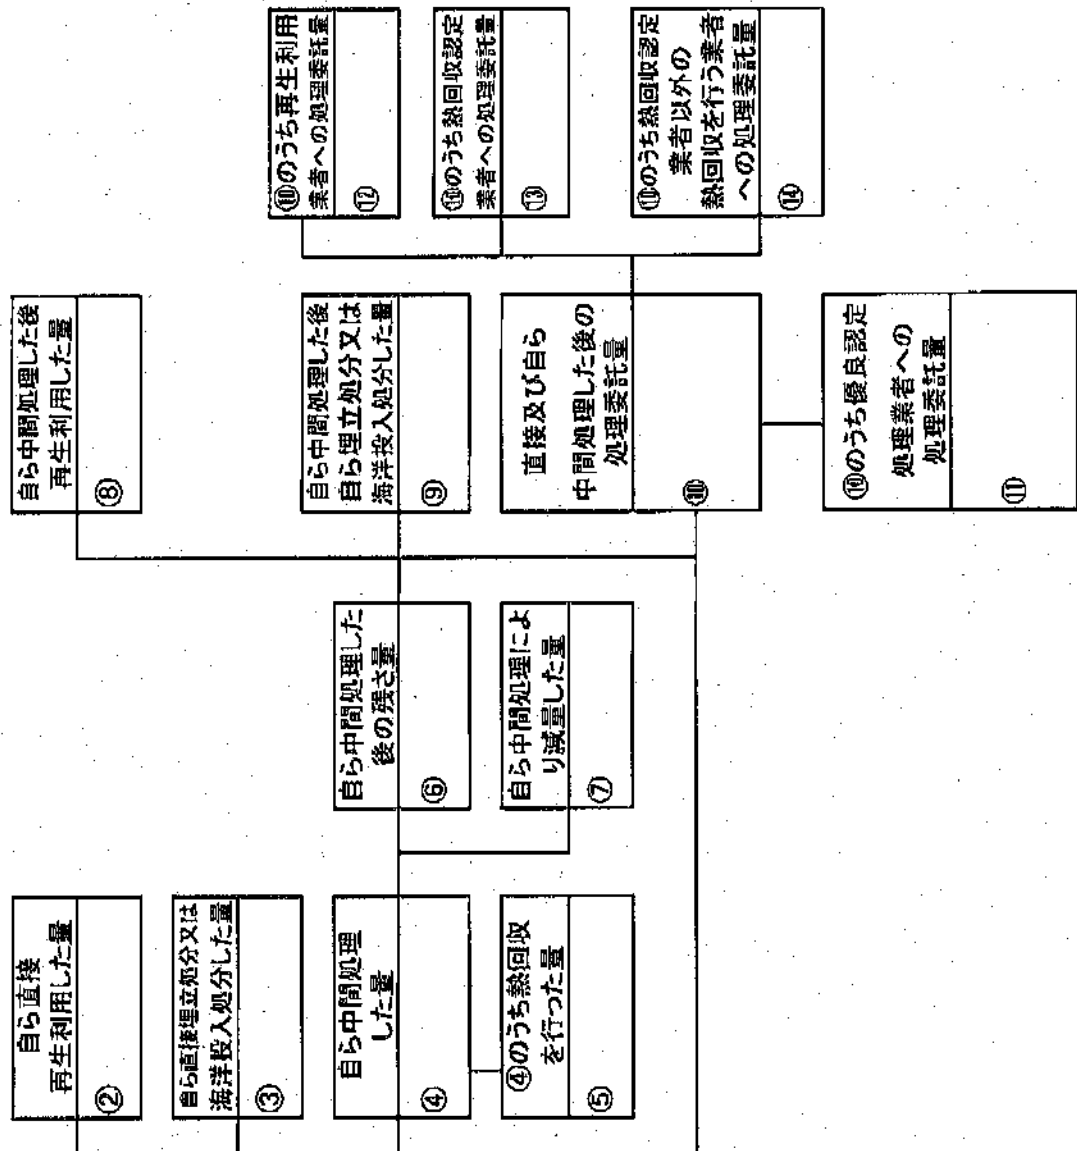 自ら直接
再生利用した量
②
自ら直接埋立処分又は
海洋投入処分した量
③
自ら中間処理
した量
④
④のうち熱回収
を行った量
⑤
自ら中間処理した
後の残さ量
⑥
自ら中間処理によ
り減量した量
⑦
自ら中間処理した後
再生利用した量
⑧
自ら中間処理した後
自ら埋立処分又は
海洋投入処分した量
⑨
直接及び自ら
中間処理した後の
処理委託量
⑩
⑩のうち優良認定
処理業者への
処理委託量
⑪
⑩のうち再生利用
業者への処理委託量
⑫
⑩のうち熱回収認定
業者への処理委託量
⑬
⑩のうち熱回収認定
業者以外の
熱回収を行う業者
への処理委託量
⑭